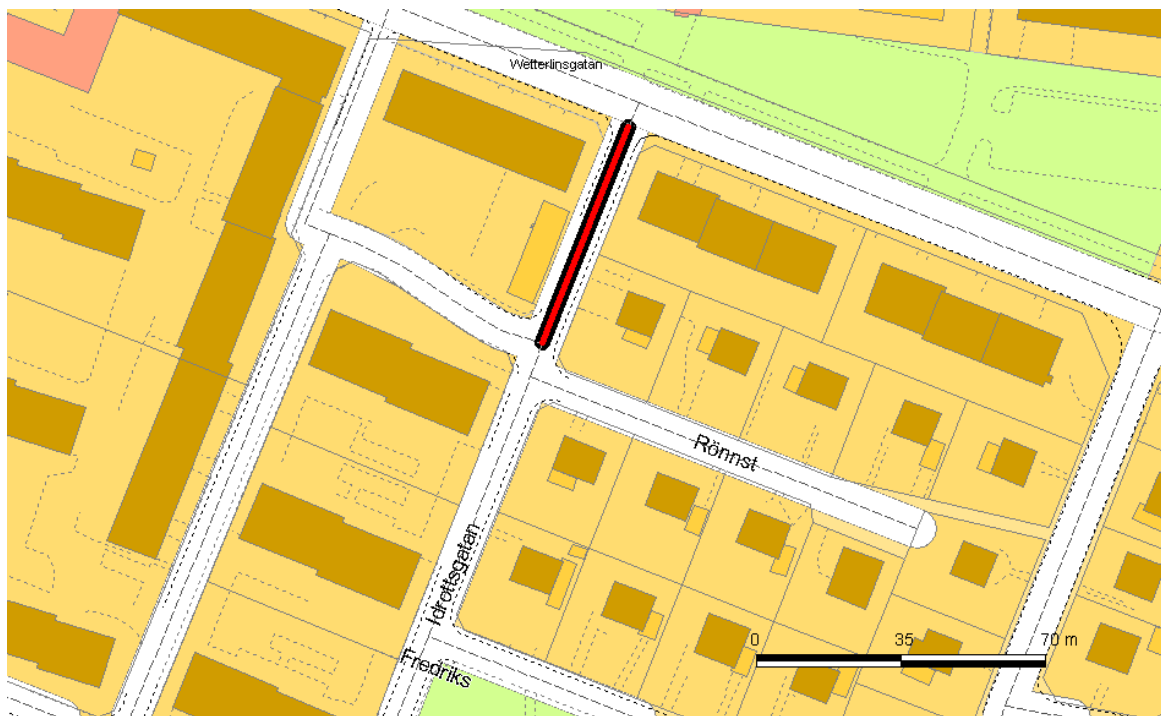 Wetterlinsgatan
Rönnst
Idrottsgatan
Fredriks
0 35 70 m